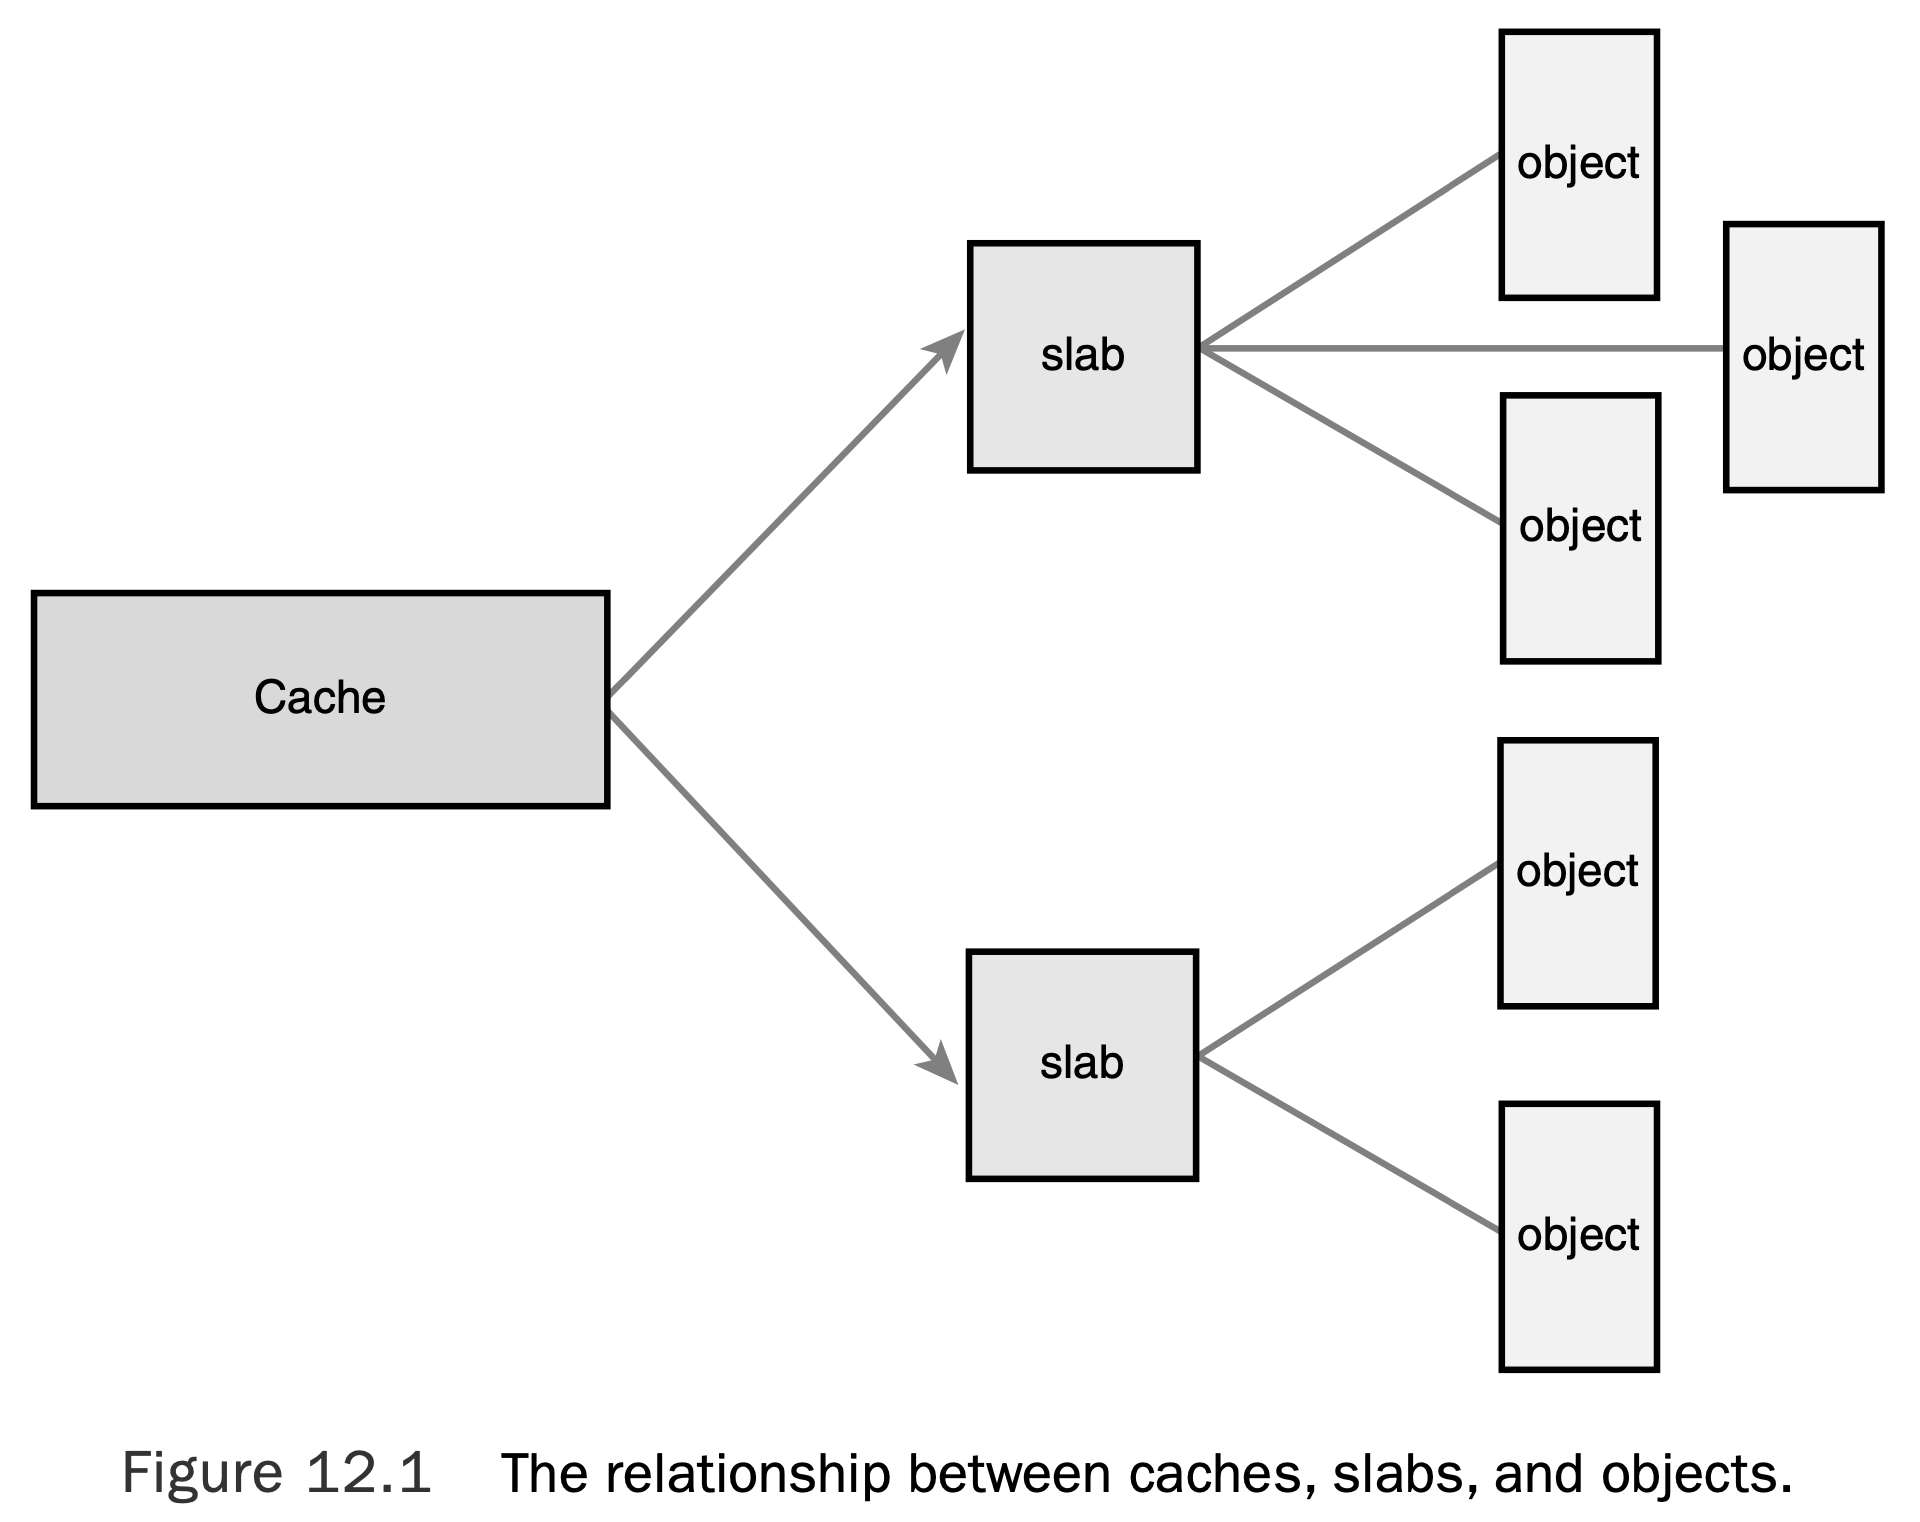 object
object
slab
object
Cache
object
slab
object
Figure 12.1 The relationship between caches, slabs, and objects.